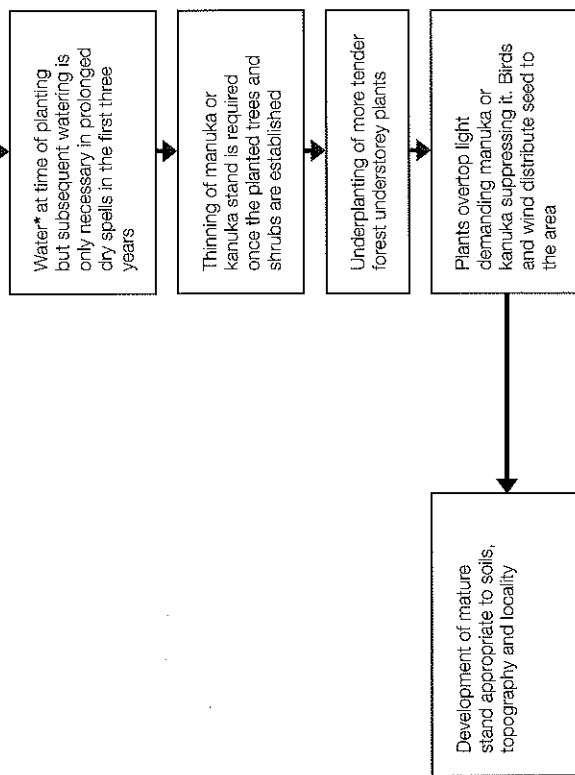 Water* at time of planting
but subsequent watering is
only necessary in prolonged
dry spells in the first three
years
Thinning of manuka or
kanuka stand is required
once the planted trees and
shrubs are established
Underplanting of more tender
forest understorey plants
Plants overtop light
demanding manuka or
kanuka suppressing it. Birds
and wind distribute seed to
the area
Development of mature
stand appropriate to soils,
topography and locality